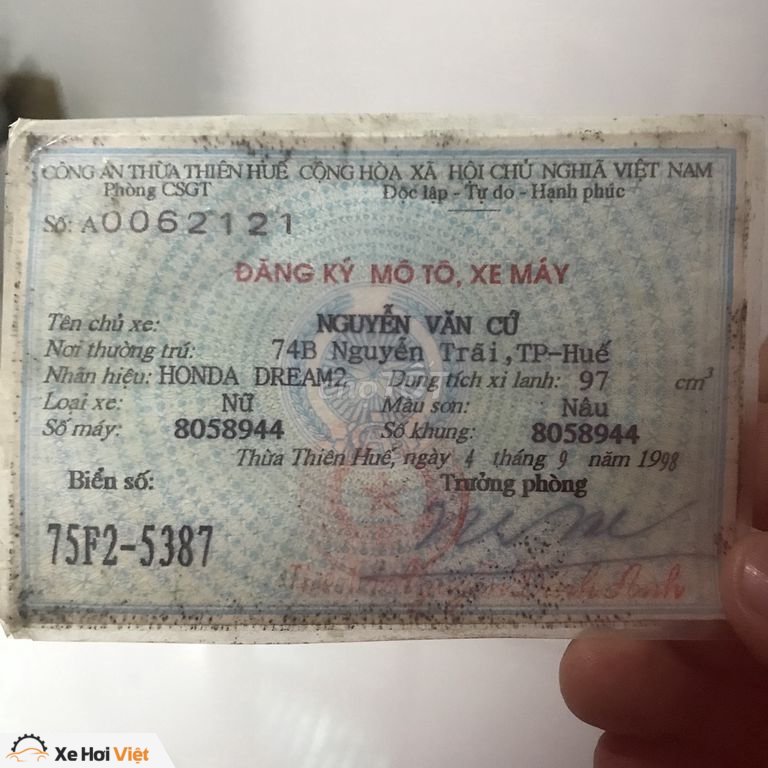 CÔNG AN THỪA THIÊN HUẾ CỘNG HÒA XÃ HỘI CHỦ NGHĨA VIỆT NAM
Phòng CSGT Độc lập - Tự do - Hạnh phúc
Số: A0062121
ĐĂNG KÝ MÔ TÔ, XE MÁY
Tên chủ xe: NGUYỄN VĂN CỨ
Nơi thường trú: 74B Nguyễn Trãi,TP-Huế
Nhãn hiệu: HONDA DREAM2 Dung tích xi lanh: 97 cm³
Loại xe: Nữ Màu sơn: Nâu
Số máy: 8058944 Số khung: 8058944
Thừa Thiên Huế, ngày 4 tháng 9 năm 1998
Biển số: Trưởng phòng
75F2-5387
Xe Hơi Việt